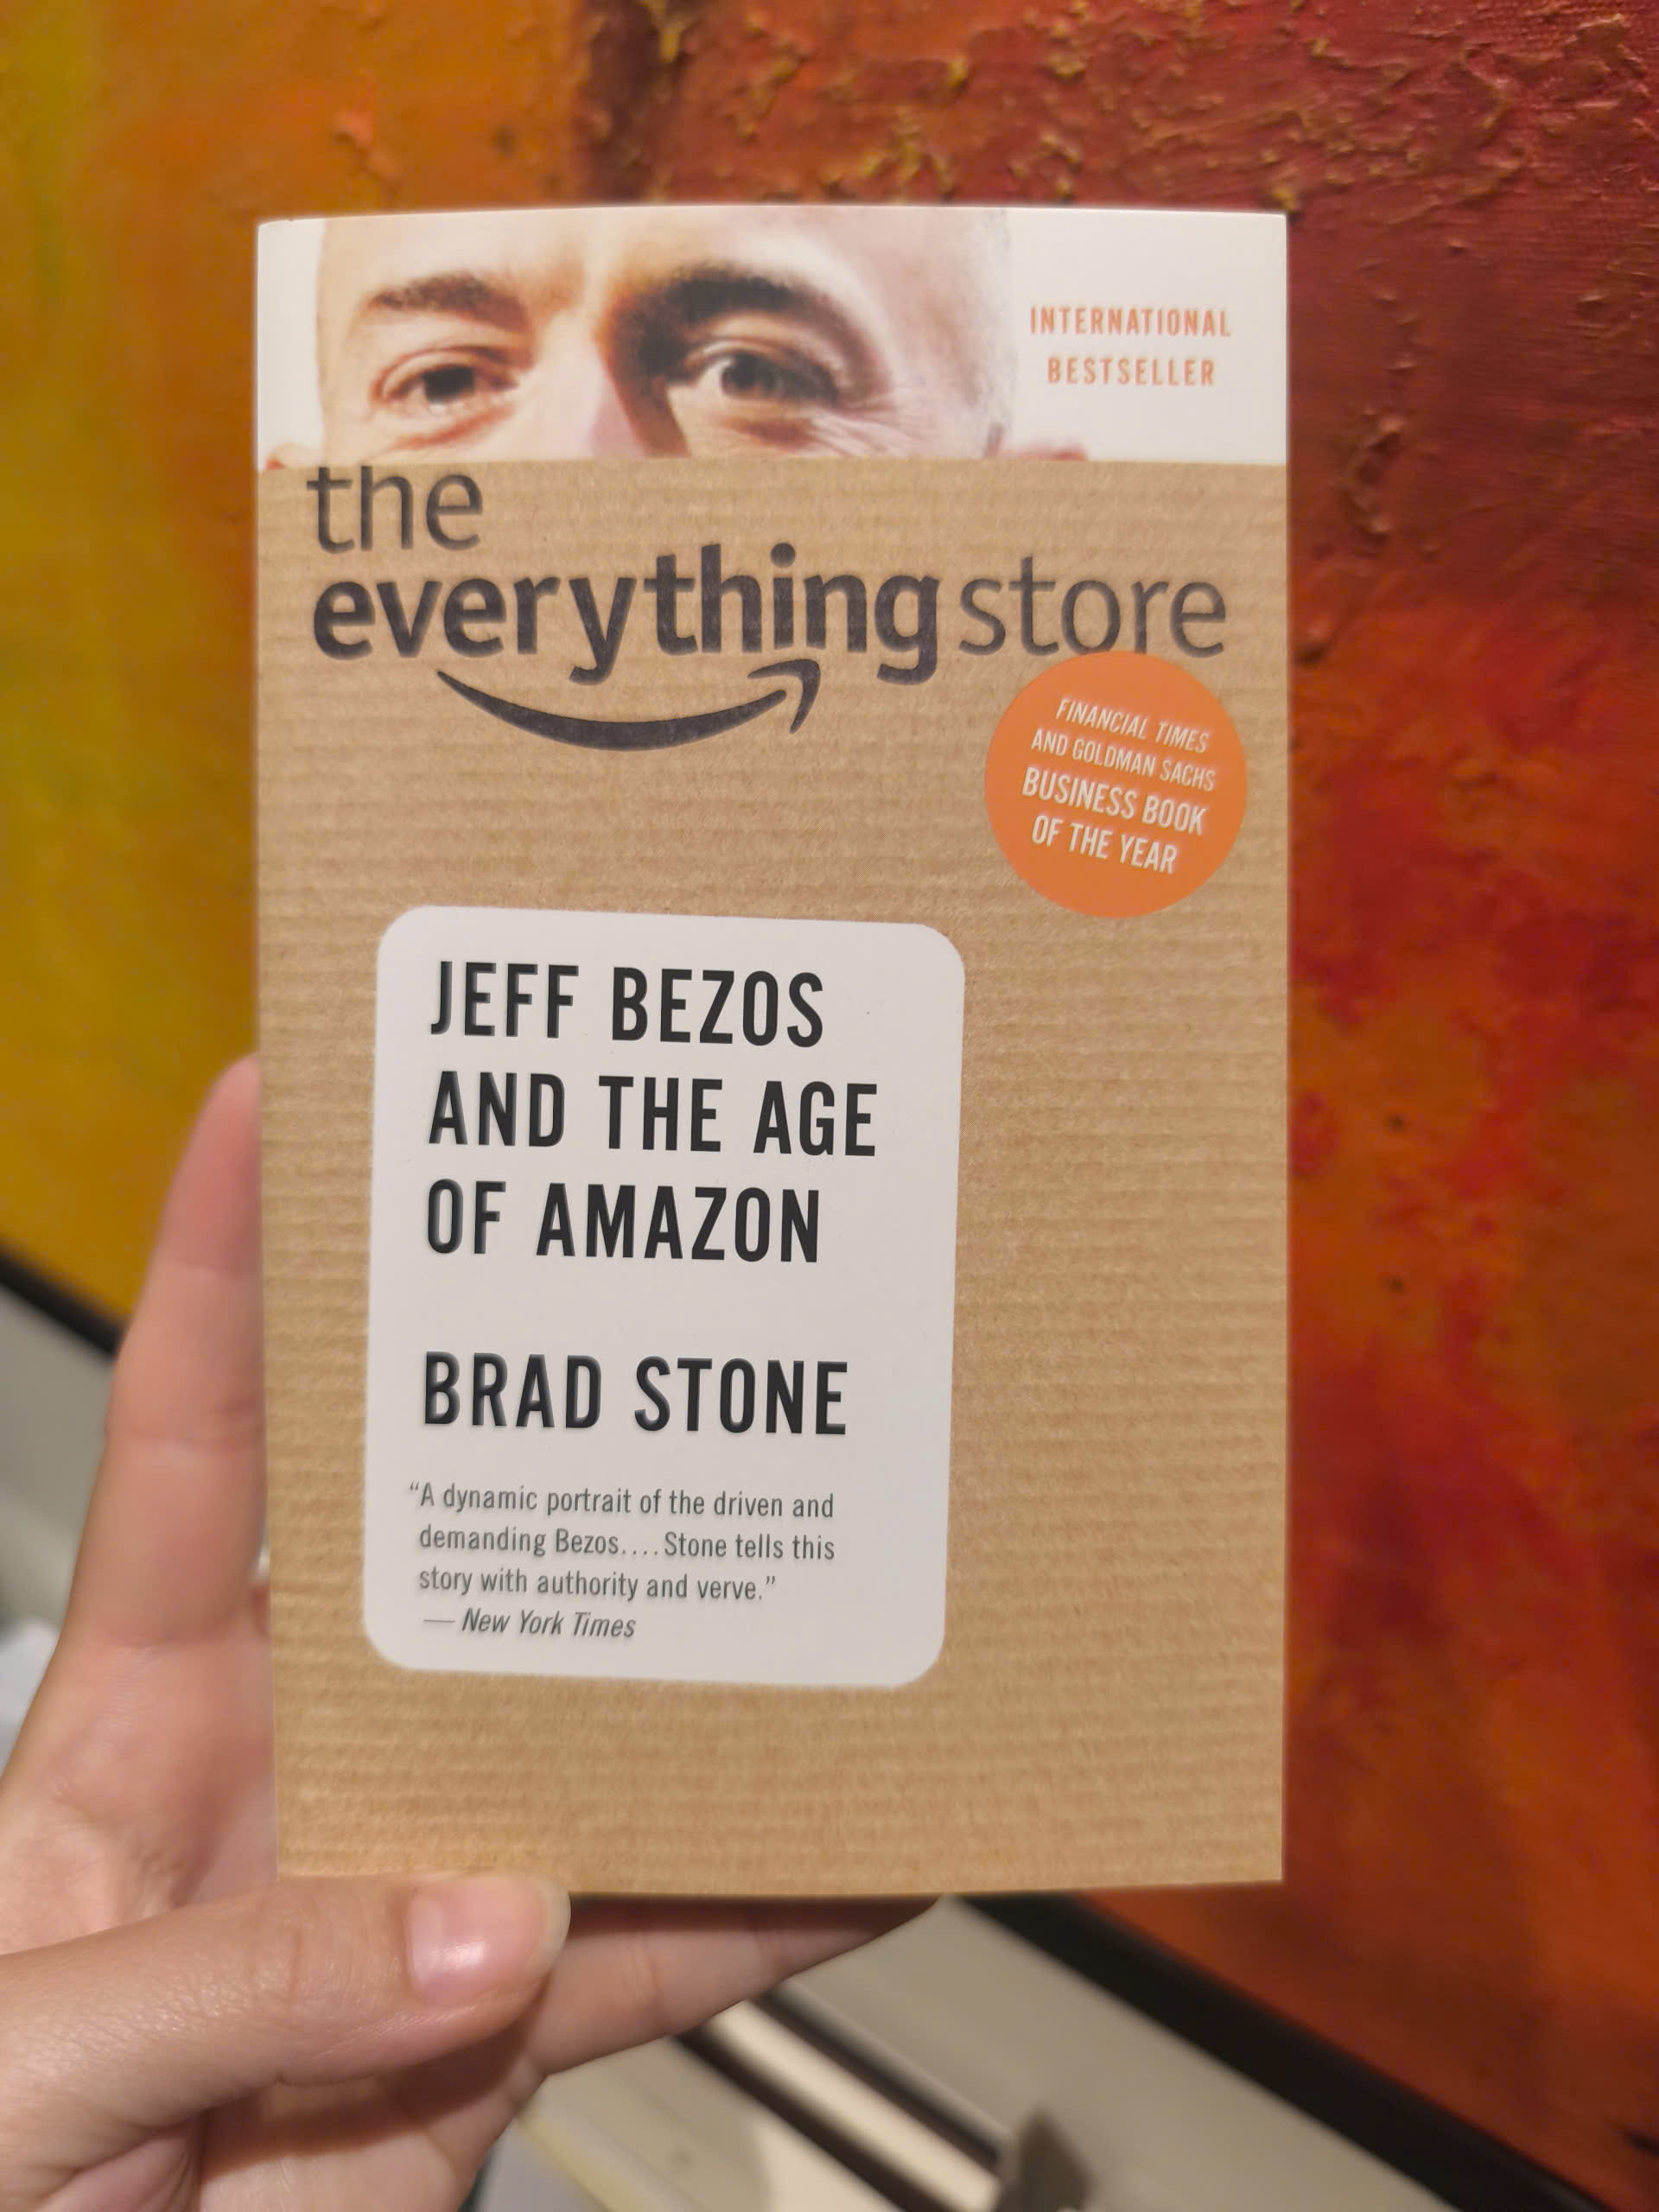 INTERNATIONAL
BESTSELLER
the
everything store
FINANCIAL TIMES
AND GOLDMAN SACHS
BUSINESS BOOK
OF THE YEAR
JEFF BEZOS
AND THE AGE
OF AMAZON
BRAD STONE
“A dynamic portrait of the driven and
demanding Bezos.... Stone tells this
story with authority and verve.”
— New York Times